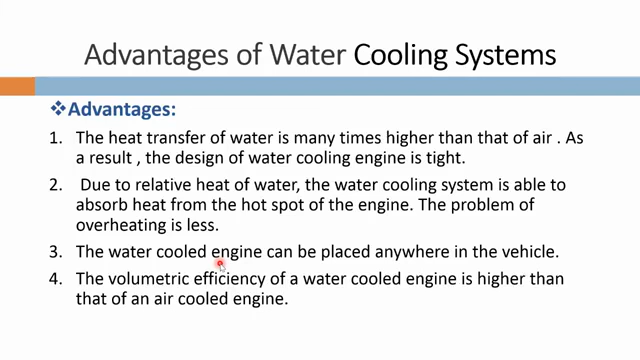 Advantages of Water Cooling Systems
❖Advantages:
1. The heat transfer of water is many times higher than that of air . As
a result , the design of water cooling engine is tight.
2. Due to relative heat of water, the water cooling system is able to
absorb heat from the hot spot of the engine. The problem of
overheating is less.
3. The water cooled engine can be placed anywhere in the vehicle.
4. The volumetric efficiency of a water cooled engine is higher than
that of an air cooled engine.